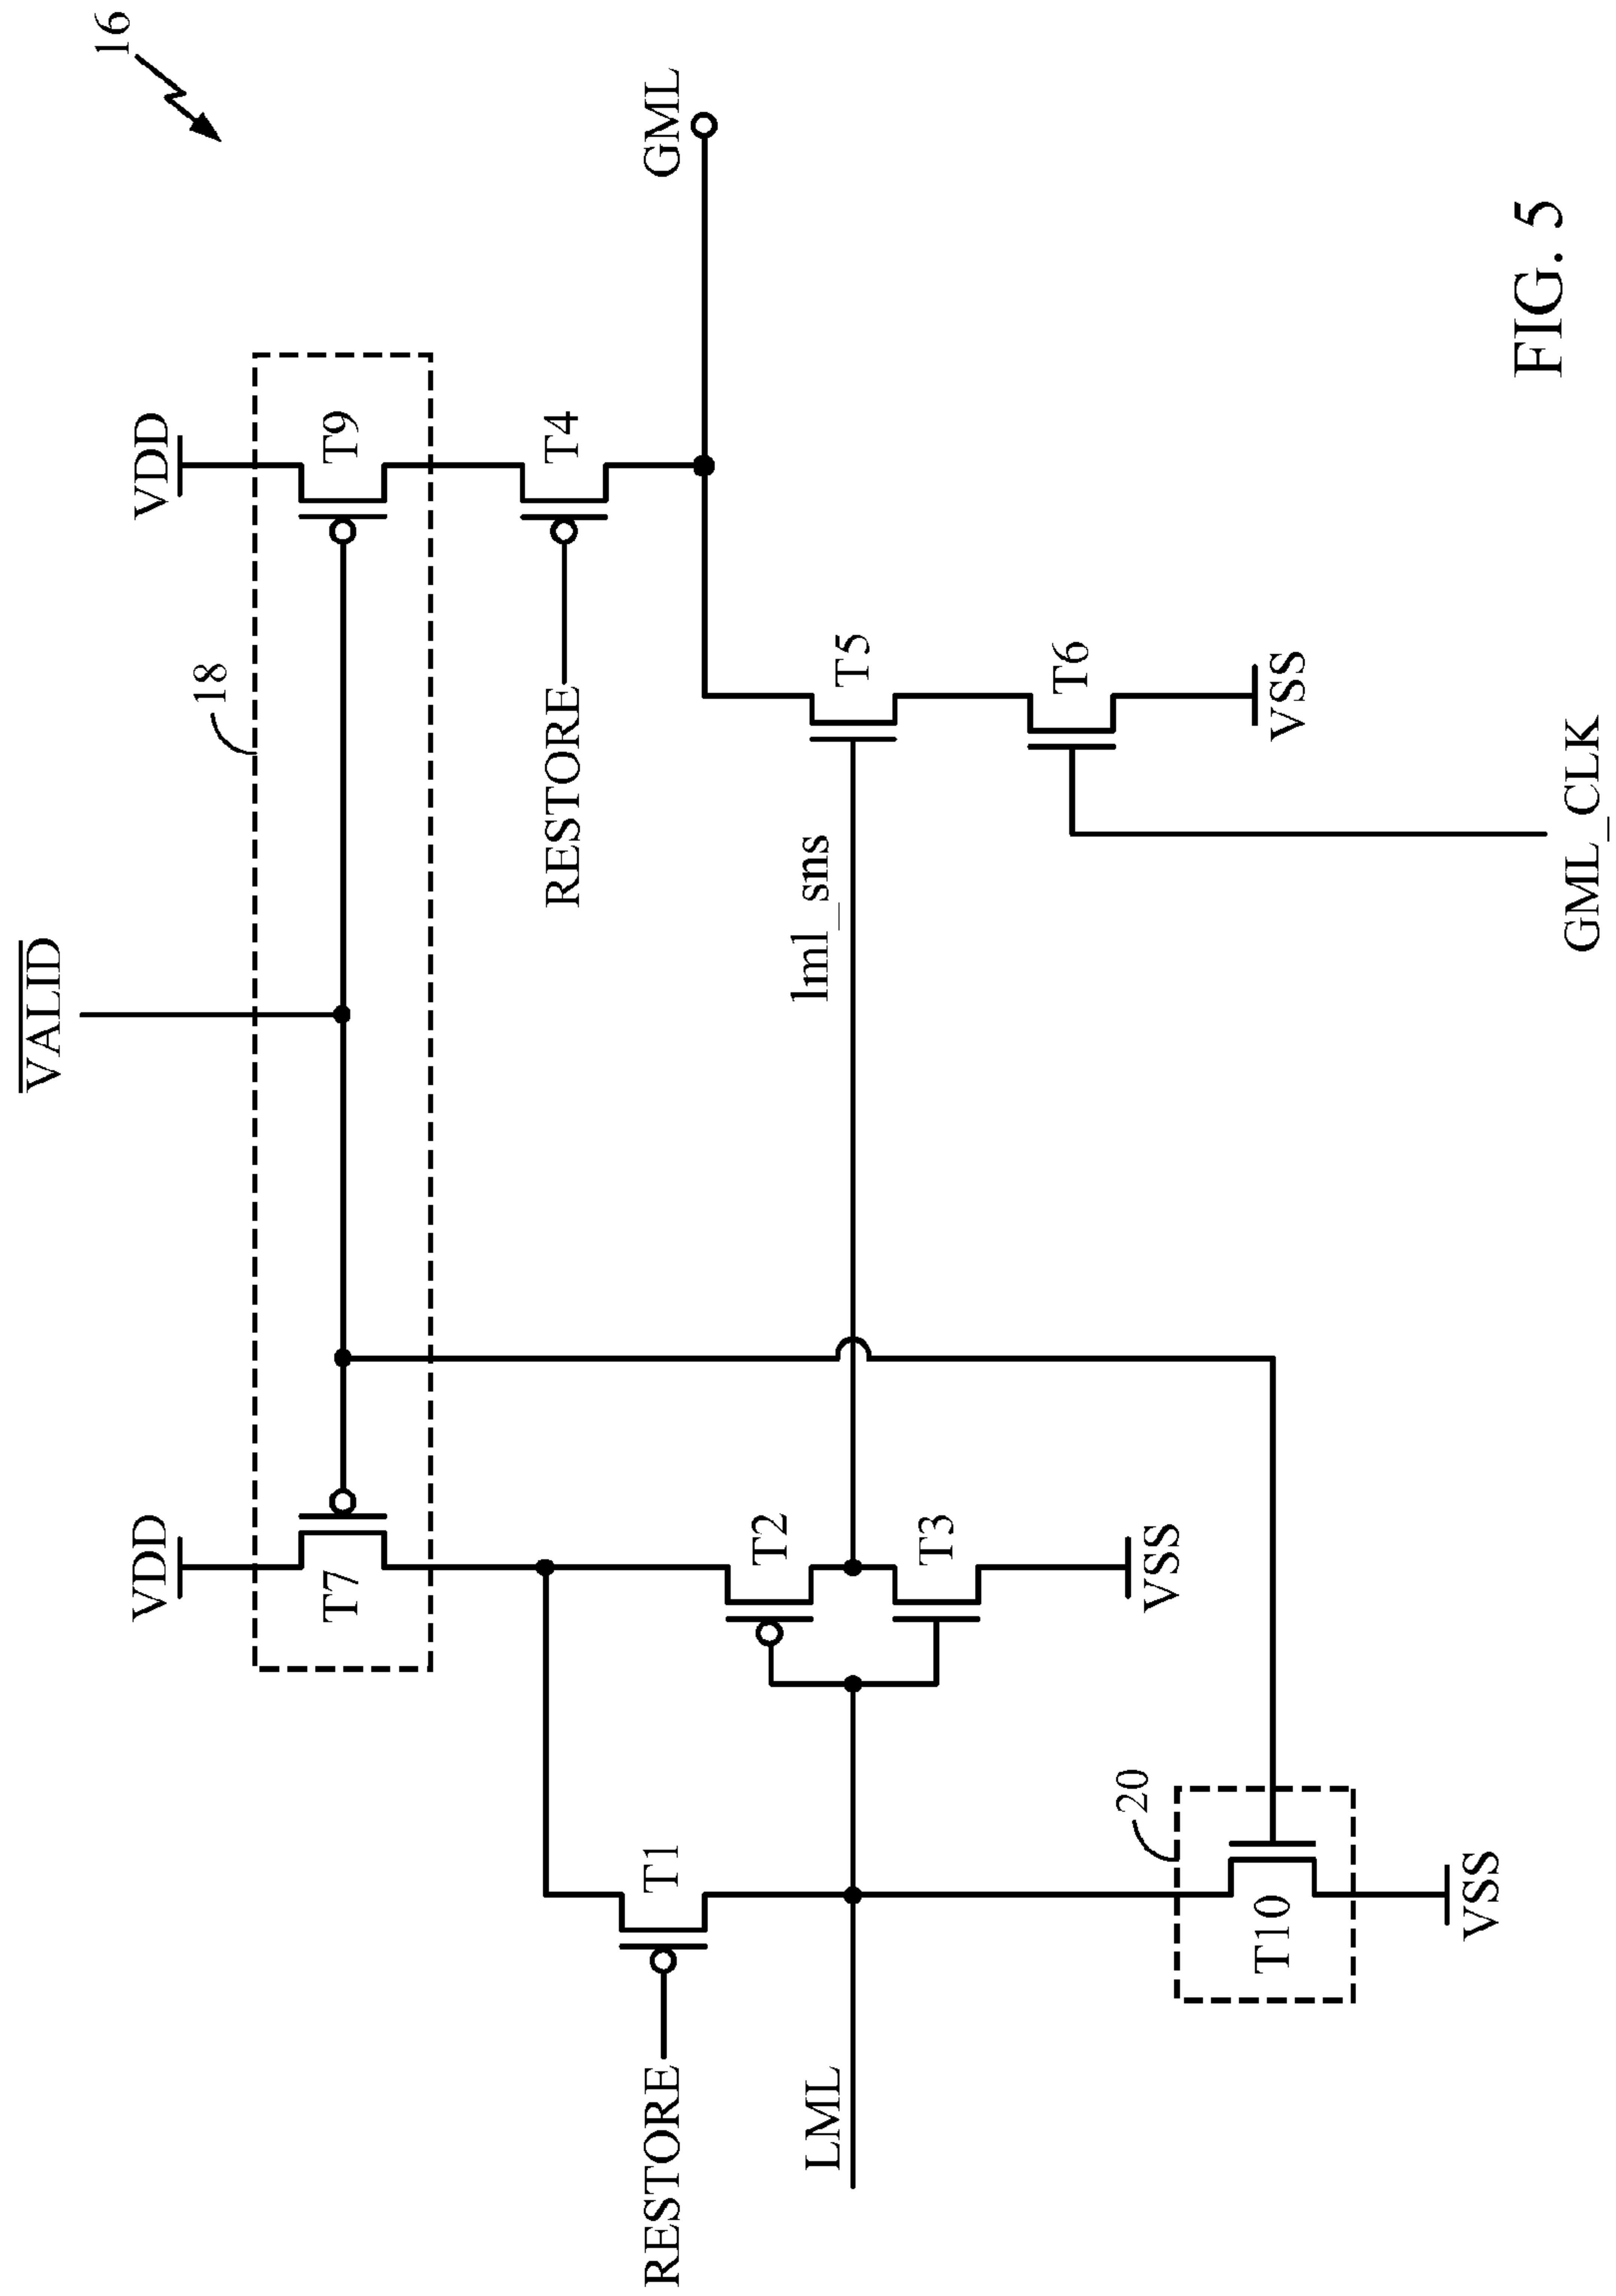 16
VALID
VDD
VDD
18
T7
T9
RESTORE
T4
GML
RESTORE
T1
T2
lml_sns
T5
LML
T3
T6
20
VSS
VSS
T10
VSS
GML_CLK
FIG. 5